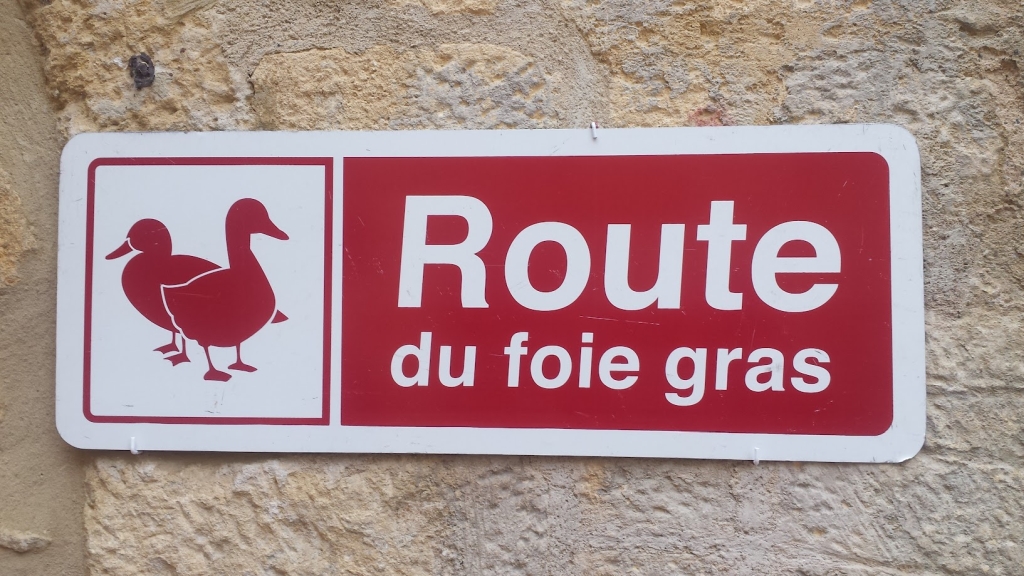 Route
du foie gras